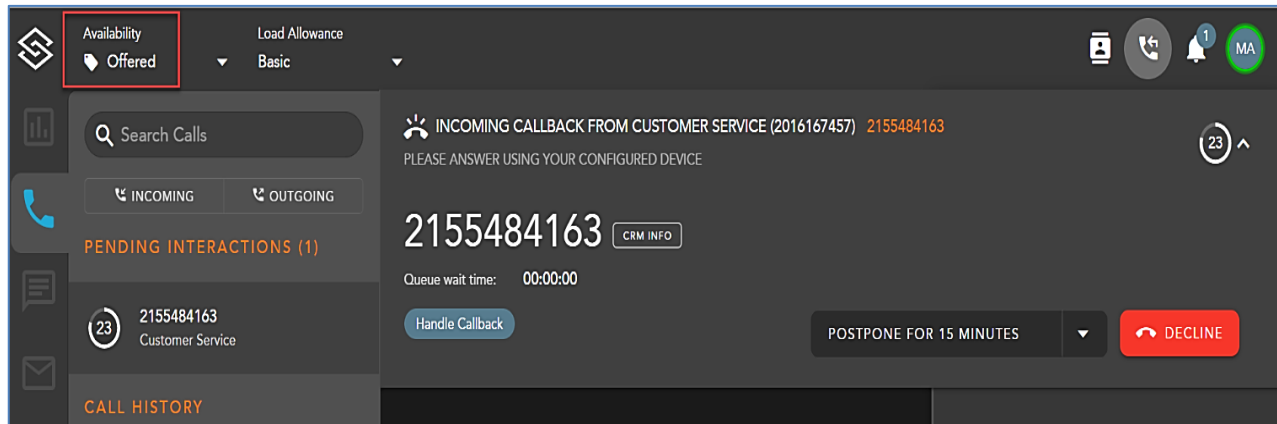 Availability
Offered
Load Allowance
Basic
1
MA
Search Calls
INCOMING
OUTGOING
PENDING INTERACTIONS (1)
23
2155484163
Customer Service
CALL HISTORY
INCOMING CALLBACK FROM CUSTOMER SERVICE (2016167457) 2155484163
23
PLEASE ANSWER USING YOUR CONFIGURED DEVICE
2155484163 CRM INFO
Queue wait time: 00:00:00
Handle Callback
POSTPONE FOR 15 MINUTES
DECLINE